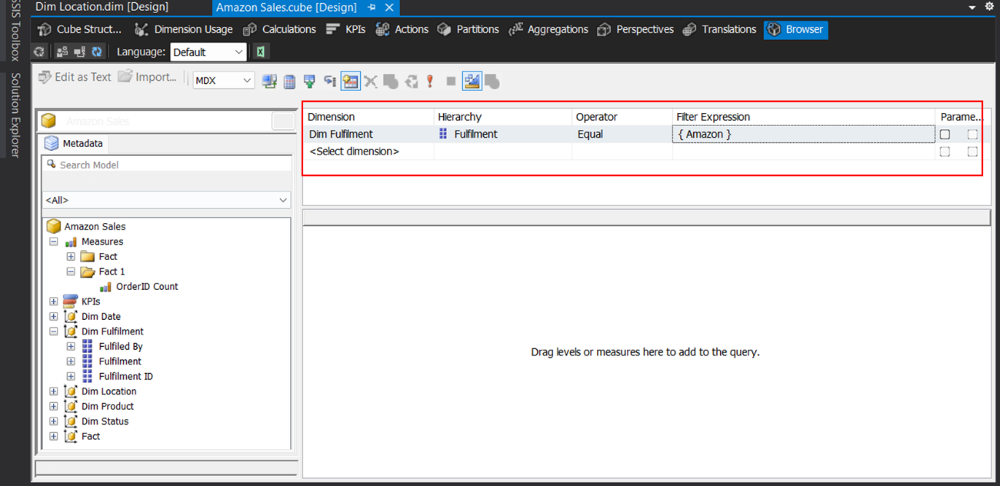 SSIS Toolbox
Solution Explorer
Dim Location.dim [Design]
Amazon Sales.cube [Design]
Cube Struct...
Dimension Usage
Calculations
KPIs
Actions
Partitions
Aggregations
Perspectives
Translations
Browser
Language: Default
Edit as Text
Import...
MDX
Amazon Sales
Metadata
Search Model
<All>
Amazon Sales
Measures
Fact
Fact 1
OrderID Count
KPIs
Dim Date
Dim Fulfilment
Fulfiled By
Fulfilment
Fulfilment ID
Dim Location
Dim Product
Dim Status
Fact
Dimension Hierarchy Operator Filter Expression Parame...
Dim Fulfilment Fulfilment Equal { Amazon }
<Select dimension>
Drag levels or measures here to add to the query.